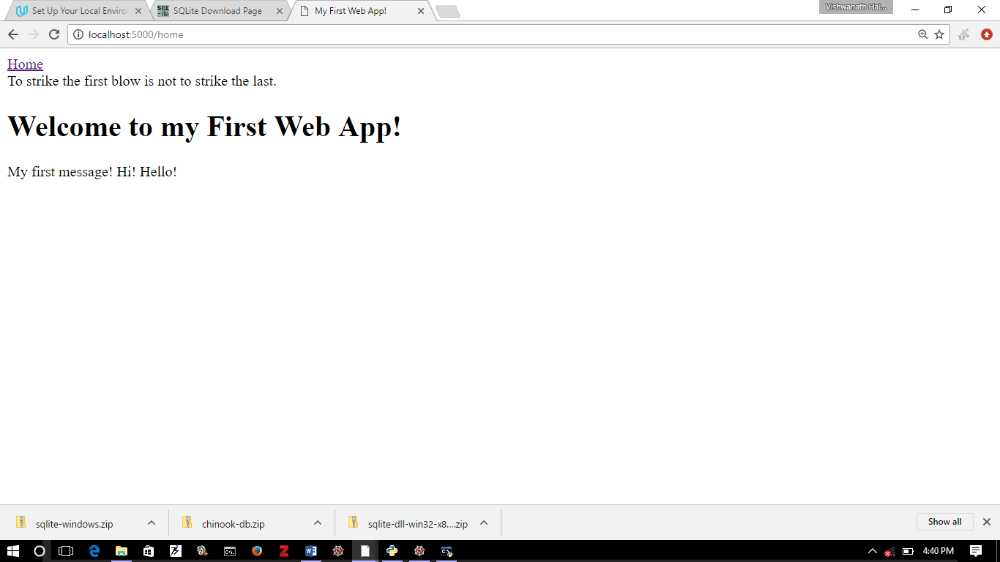 Set Up Your Local Enviro
SQLite Download Page
My First Web App!
Vishwanath Hai...
localhost:5000/home
Home
To strike the first blow is not to strike the last.
Welcome to my First Web App!
My first message! Hi! Hello!
sqlite-windows.zip
chinook-db.zip
sqlite-dll-win32-x8....zip
Show all
4:40 PM